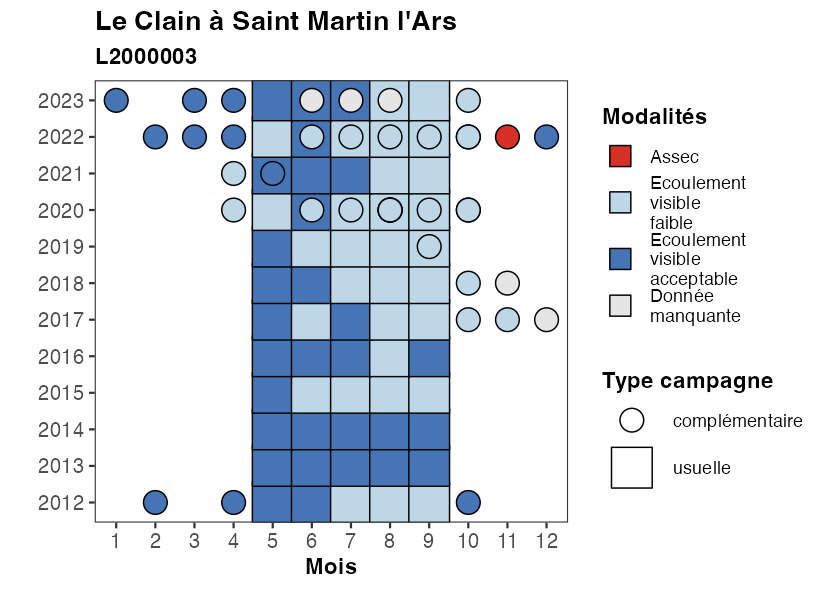 Le Clain à Saint Martin l'Ars
L2000003
2023
2022
2021
2020
2019
2018
2017
2016
2015
2014
2013
2012
1 2 3 4 5 6 7 8 9 10 11 12
Mois
Modalités
Assec
Ecoulement
visible
faible
Ecoulement
visible
acceptable
Donnée
manquante
Type campagne
complémentaire
usuelle